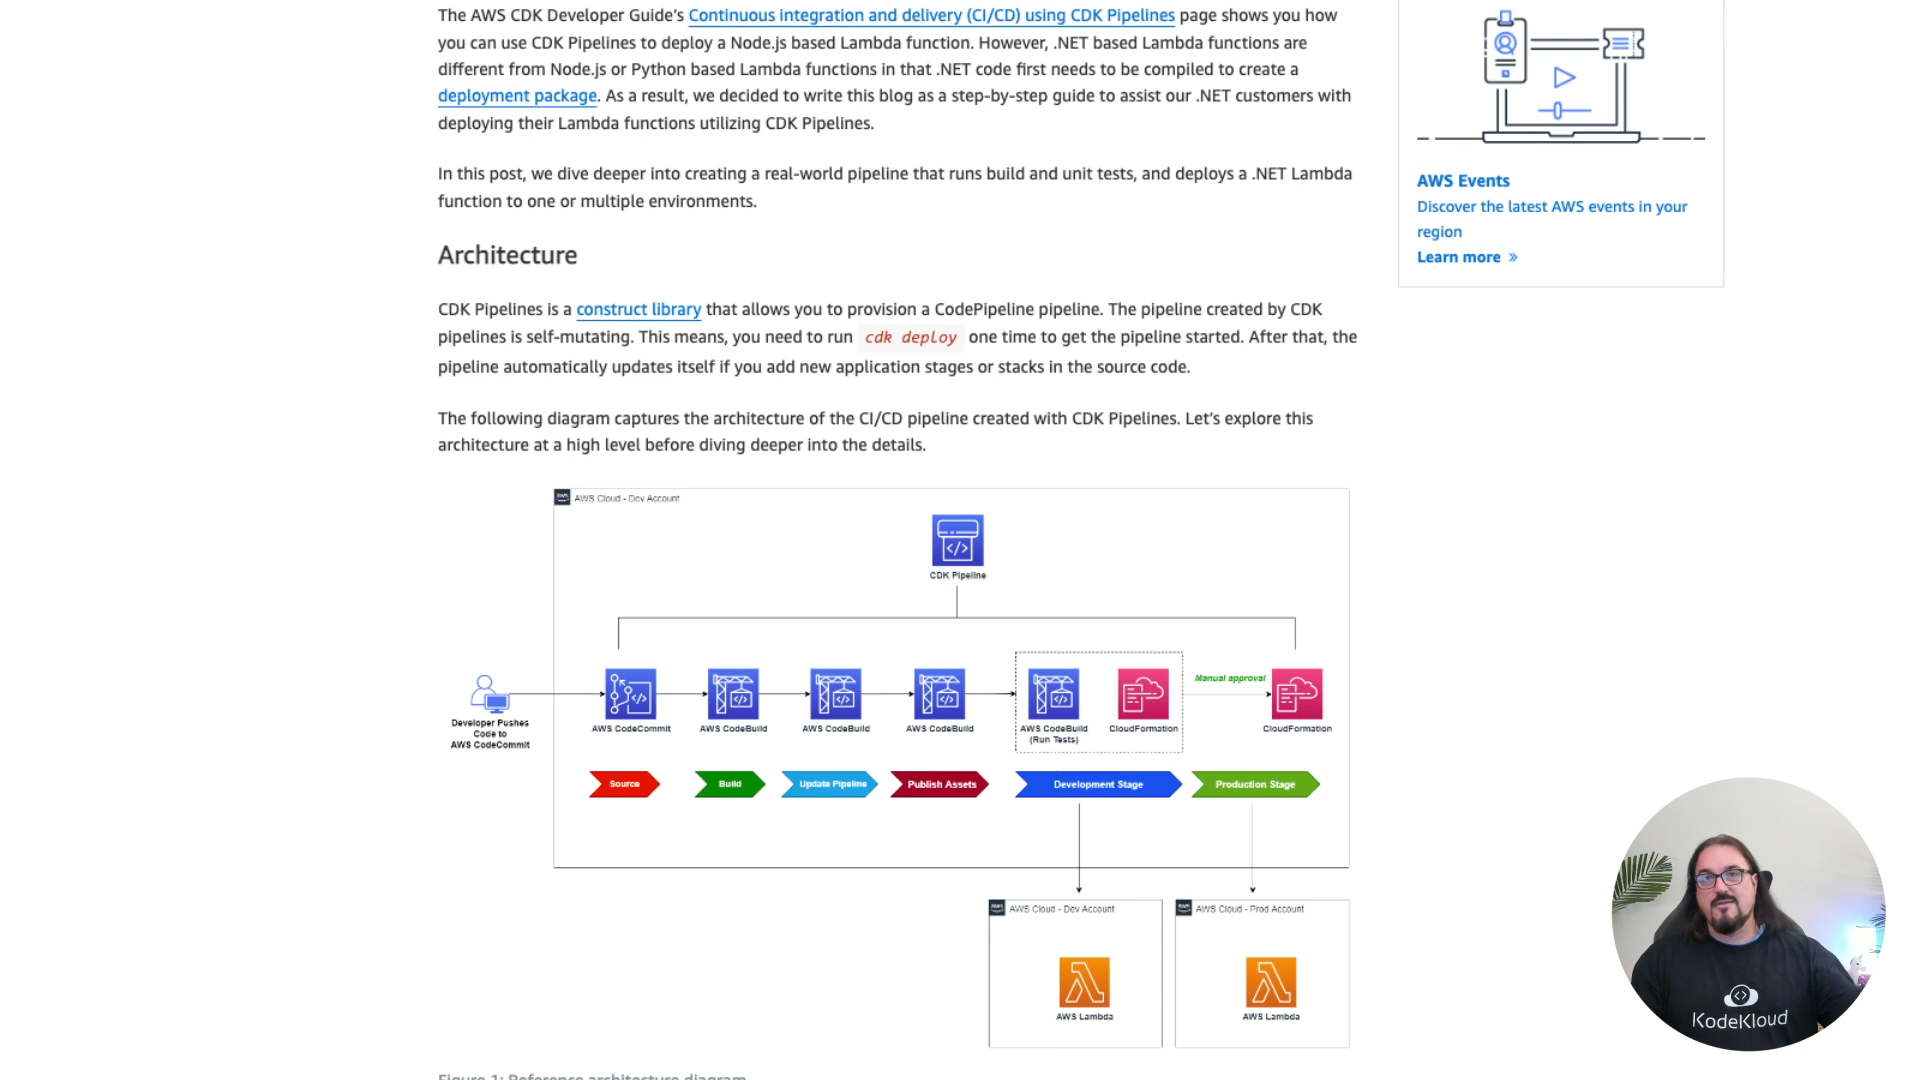 The AWS CDK Developer Guide’s Continuous integration and delivery (CI/CD) using CDK Pipelines page shows you how
you can use CDK Pipelines to deploy a Node.js based Lambda function. However, .NET based Lambda functions are
different from Node.js or Python based Lambda functions in that .NET code first needs to be compiled to create a
deployment package. As a result, we decided to write this blog as a step-by-step guide to assist our .NET customers with
deploying their Lambda functions utilizing CDK Pipelines.
In this post, we dive deeper into creating a real-world pipeline that runs build and unit tests, and deploys a .NET Lambda
function to one or multiple environments.
Architecture
CDK Pipelines is a construct library that allows you to provision a CodePipeline pipeline. The pipeline created by CDK
pipelines is self-mutating. This means, you need to run cdk deploy one time to get the pipeline started. After that, the
pipeline automatically updates itself if you add new application stages or stacks in the source code.
The following diagram captures the architecture of the CI/CD pipeline created with CDK Pipelines. Let’s explore this
architecture at a high level before diving deeper into the details.
AWS Events
Discover the latest AWS events in your
region
Learn more »
AWS Cloud - Dev Account
CDK Pipeline
Manual approval
Developer Pushes
Code to
AWS CodeCommit
AWS CodeCommit
AWS CodeBuild
AWS CodeBuild
AWS CodeBuild
AWS CodeBuild
(Run Tests)
CloudFormation
CloudFormation
Source
Build
Update Pipeline
Publish Assets
Development Stage
Production Stage
AWS Cloud - Dev Account
AWS Cloud - Prod Account
AWS Lambda
AWS Lambda
KodeKloud
Figure 1: Reference architecture diagram